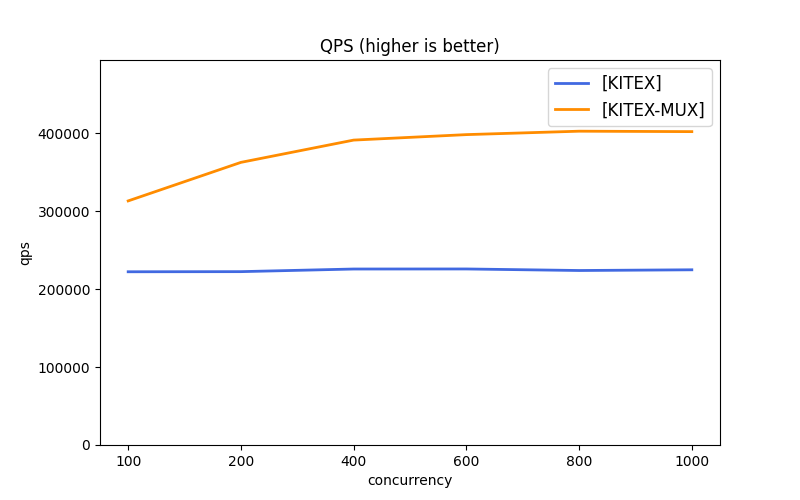 QPS (higher is better)
[KITEX]
[KITEX-MUX]
400000
300000
200000
100000
0
qps
100 200 400 600 800 1000
concurrency